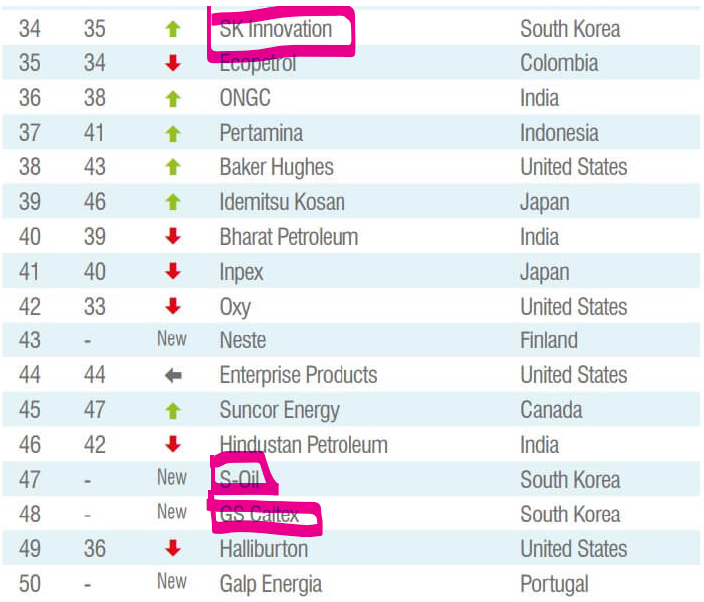 34 35 SK Innovation South Korea
35 34 Ecopetrol Colombia
36 38 ONGC India
37 41 Pertamina Indonesia
38 43 Baker Hughes United States
39 46 Idemitsu Kosan Japan
40 39 Bharat Petroleum India
41 40 Inpex Japan
42 33 Oxy United States
43 - New Neste Finland
44 44 Enterprise Products United States
45 47 Suncor Energy Canada
46 42 Hindustan Petroleum India
47 - New S-Oil South Korea
48 - New GS Caltex South Korea
49 36 Halliburton United States
50 - New Galp Energia Portugal